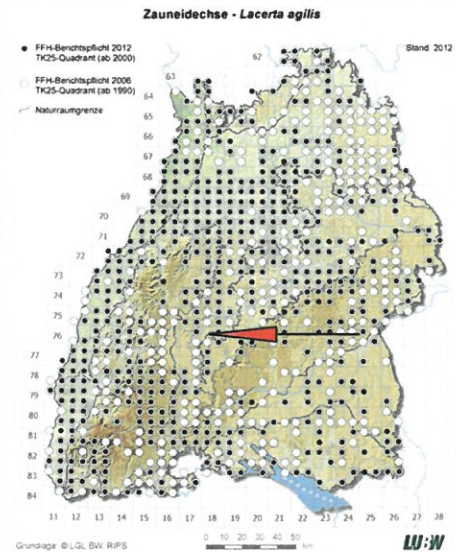 Zauneidechse - Lacerta agilis
FFH-Berichtspflicht 2012
TK25-Quadrant (ab 2000)
FFH-Berichtspflicht 2006
TK25-Quadrant (ab 1990)
Naturraumgrenze
Stand 2012
62
63
64
65
66
67
68
69
70
71
72
73
74
75
76
77
78
79
80
81
82
83
84
11 12 13 14 15 16 17 18 19 20 21 22 23 24 25 26 27 28
Grundlage © LGL BW, RIPS
0 10 20 30 40 50 km
LUBW